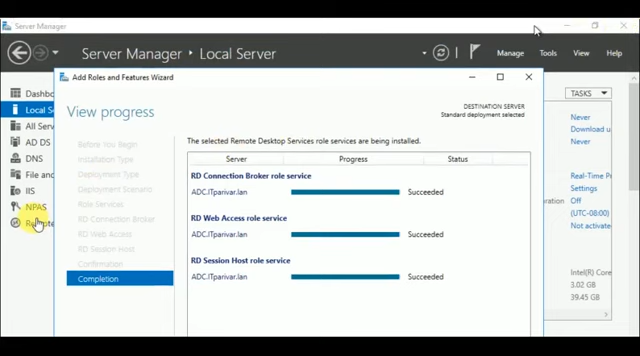 Server Manager
Server Manager • Local Server
Manage Tools View Help
Dashbo
Local Se
All Serv
AD DS
DNS
File and
IIS
NPAS
Remote
Add Roles and Features Wizard
View progress
DESTINATION SERVER
Standard deployment selected
Before You Begin
Installation Type
Deployment Type
Deployment Scenario
Role Services
RD Connection Broker
RD Web Access
RD Session Host
Confirmation
Completion
The selected Remote Desktop Services role services are being installed.
Server Progress Status
RD Connection Broker role service
ADC.ITparivar.lan Succeeded
RD Web Access role service
ADC.ITparivar.lan Succeeded
RD Session Host role service
ADC.ITparivar.lan Succeeded
TASKS
Never
Download u
Never
Real-Time P
Settings
oration Off
(UTC-08:00)
Not activate
Intel(R) Core
3.02 GB
39.45 GB